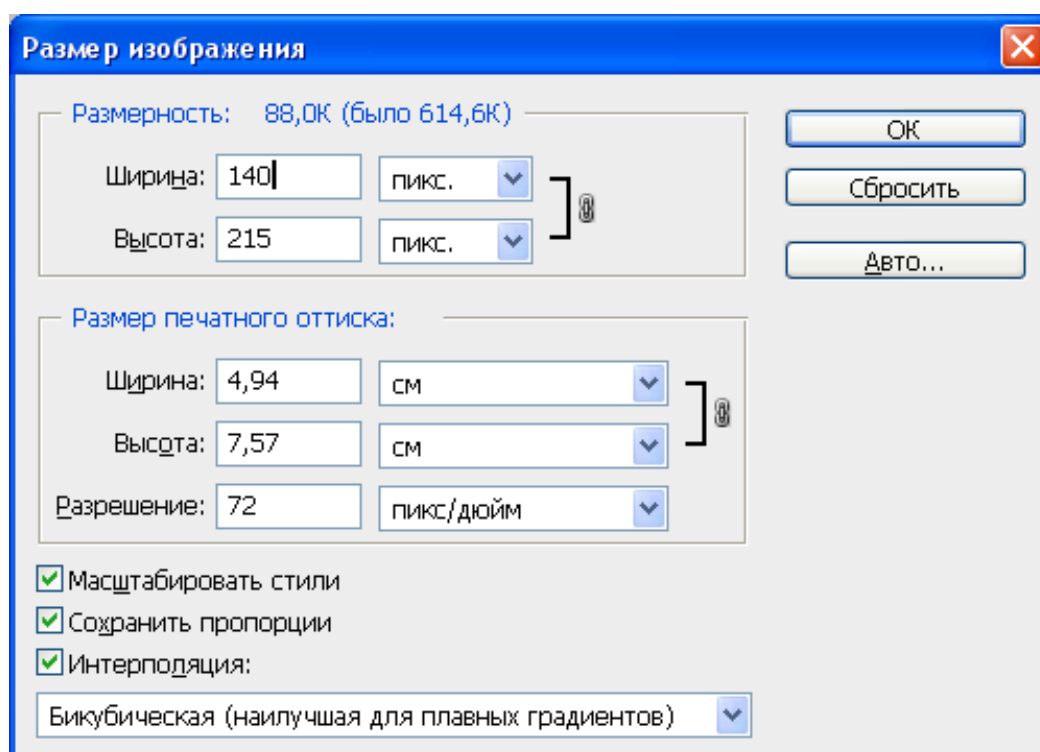 Размер изображения
Размерность: 88,0K (было 614,6K)
OK
Ширина: 140 пикс.
Сбросить
Высота: 215 пикс.
Авто...
Размер печатного оттиска:
Ширина: 4,94 см
Высота: 7,57 см
Разрешение: 72 пикс/дюйм
Масштабировать стили
Сохранить пропорции
Интерполяция:
Бикубическая (наилучшая для плавных градиентов)